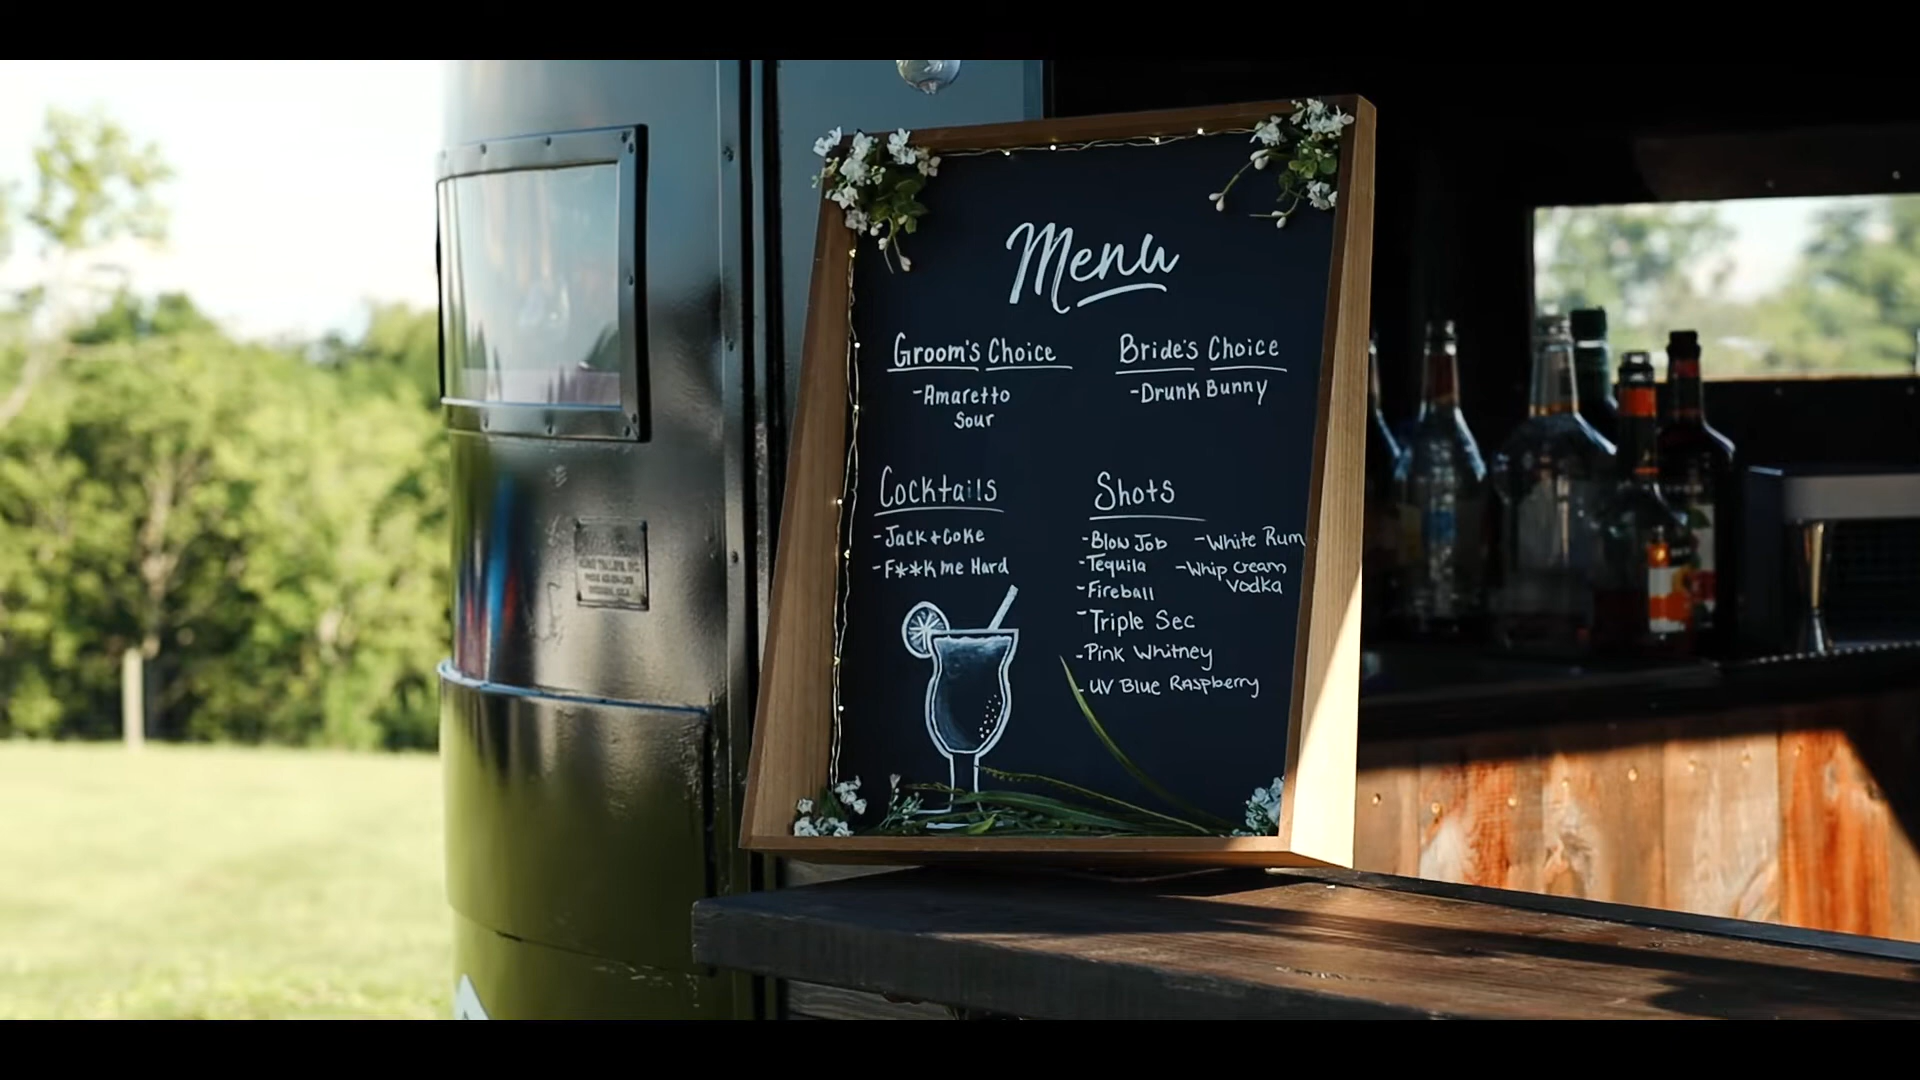 Menu
Groom's Choice
-Amaretto
Sour
Bride's Choice
-Drunk Bunny
Cocktails
-Jack+Coke
-F**k me Hard
Shots
-Blow Job
-Tequila
-Fireball
-Triple Sec
-Pink Whitney
-UV Blue Raspberry
-White Rum
-Whip cream
vodka